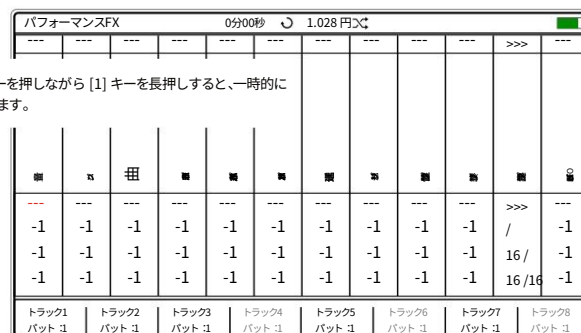 パフォーマンスFX 0分00秒 1.028 円
--- --- --- --- --- --- --- --- --- --- >>> ---
ーを押しながら [1] キーを長押しすると、一時的に
ます。
--- --- --- --- --- --- --- --- --- --- >>> ---
-1 -1 -1 -1 -1 -1 -1 -1 -1 -1 / -1
-1 -1 -1 -1 -1 -1 -1 -1 -1 -1 16 / -1
-1 -1 -1 -1 -1 -1 -1 -1 -1 -1 16 /16 -1
トラック1 トラック2 トラック3 トラック4 トラック5 トラック6 トラック7 トラック8
パット :1 パット :1 パット :1 パット :1 パット :1 パット :1 パット :1 パット :1